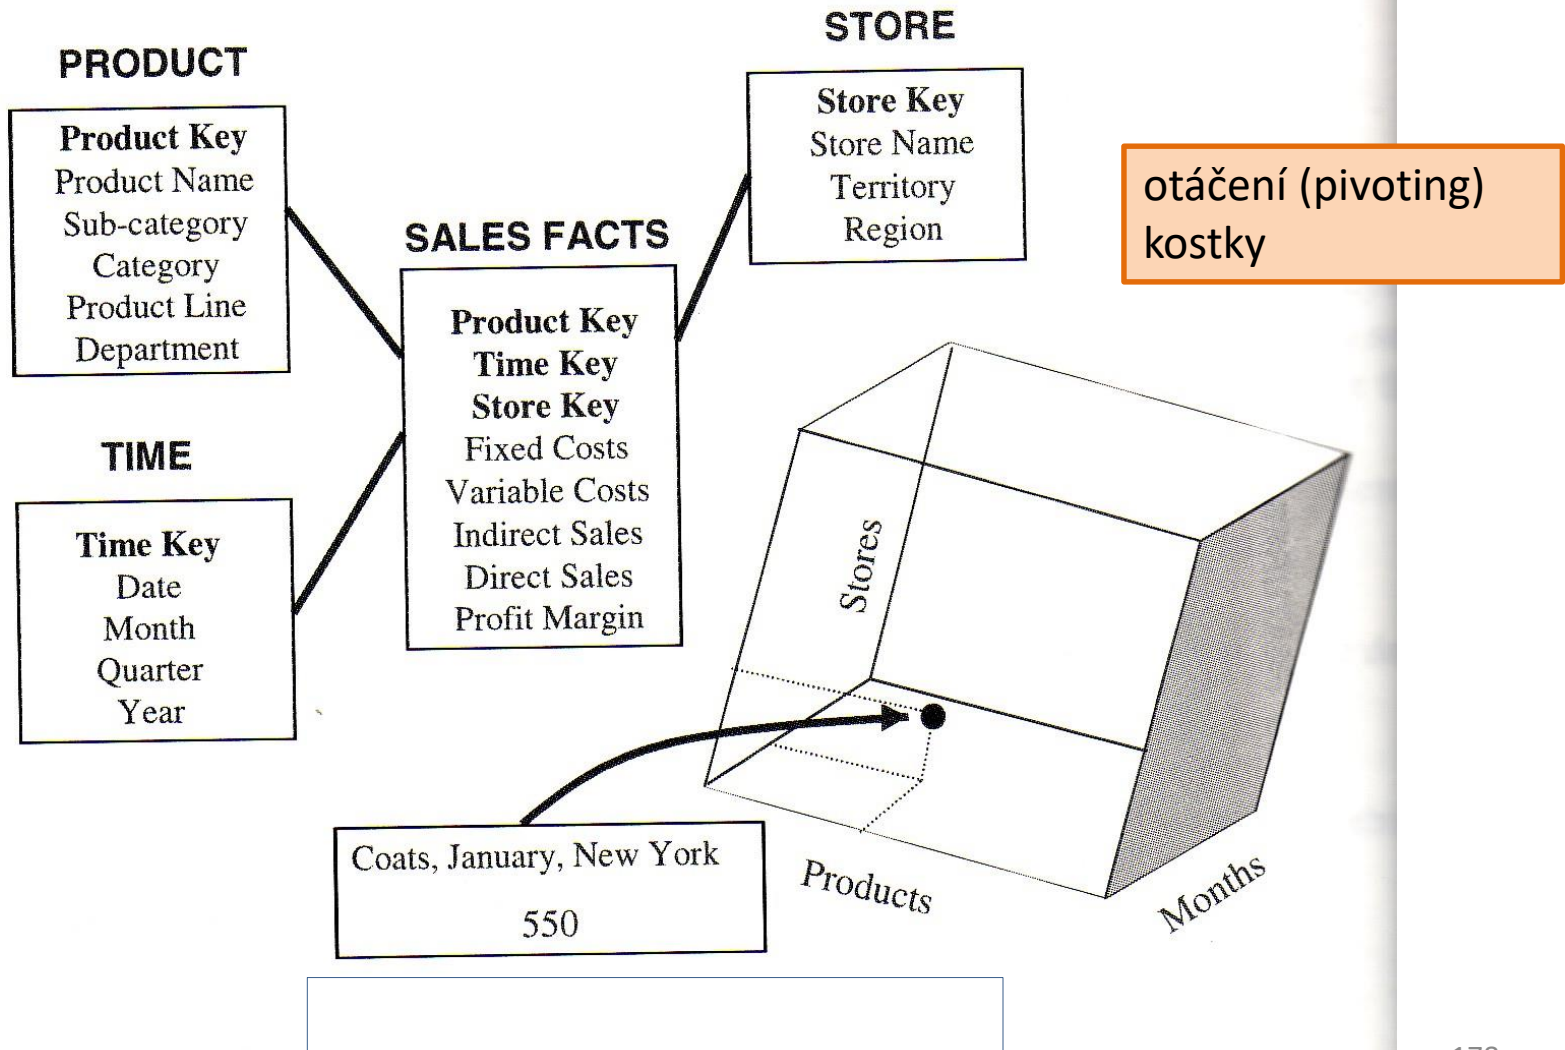 PRODUCT
Product Key
Product Name
Sub-category
Category
Product Line
Department
TIME
Time Key
Date
Month
Quarter
Year
SALES FACTS
Product Key
Time Key
Store Key
Fixed Costs
Variable Costs
Indirect Sales
Direct Sales
Profit Margin
STORE
Store Key
Store Name
Territory
Region
otáčení (pivoting)
kostky
Stores
Products
Months
Coats, January, New York
550